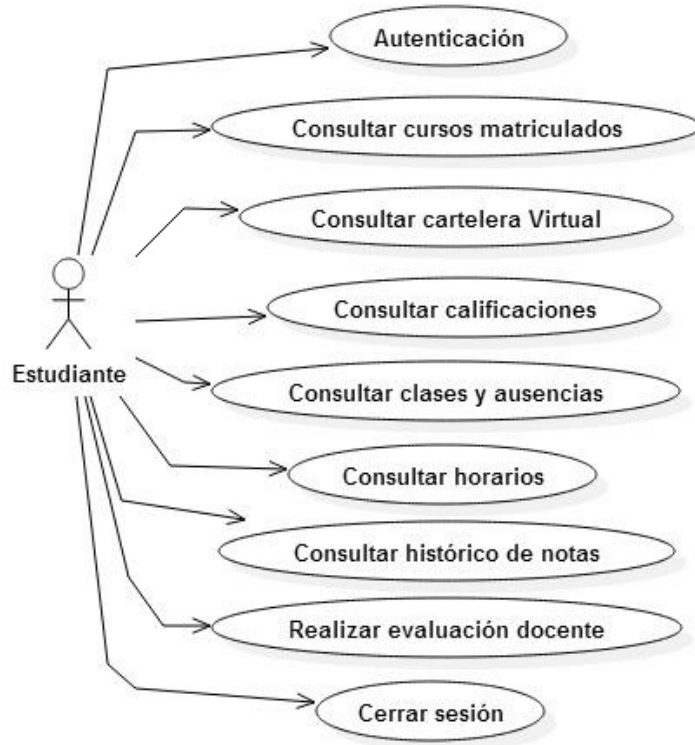 Autenticación
Consultar cursos matriculados
Consultar cartelera Virtual
Consultar calificaciones
Estudiante
Consultar clases y ausencias
Consultar horarios
Consultar histórico de notas
Realizar evaluación docente
Cerrar sesión